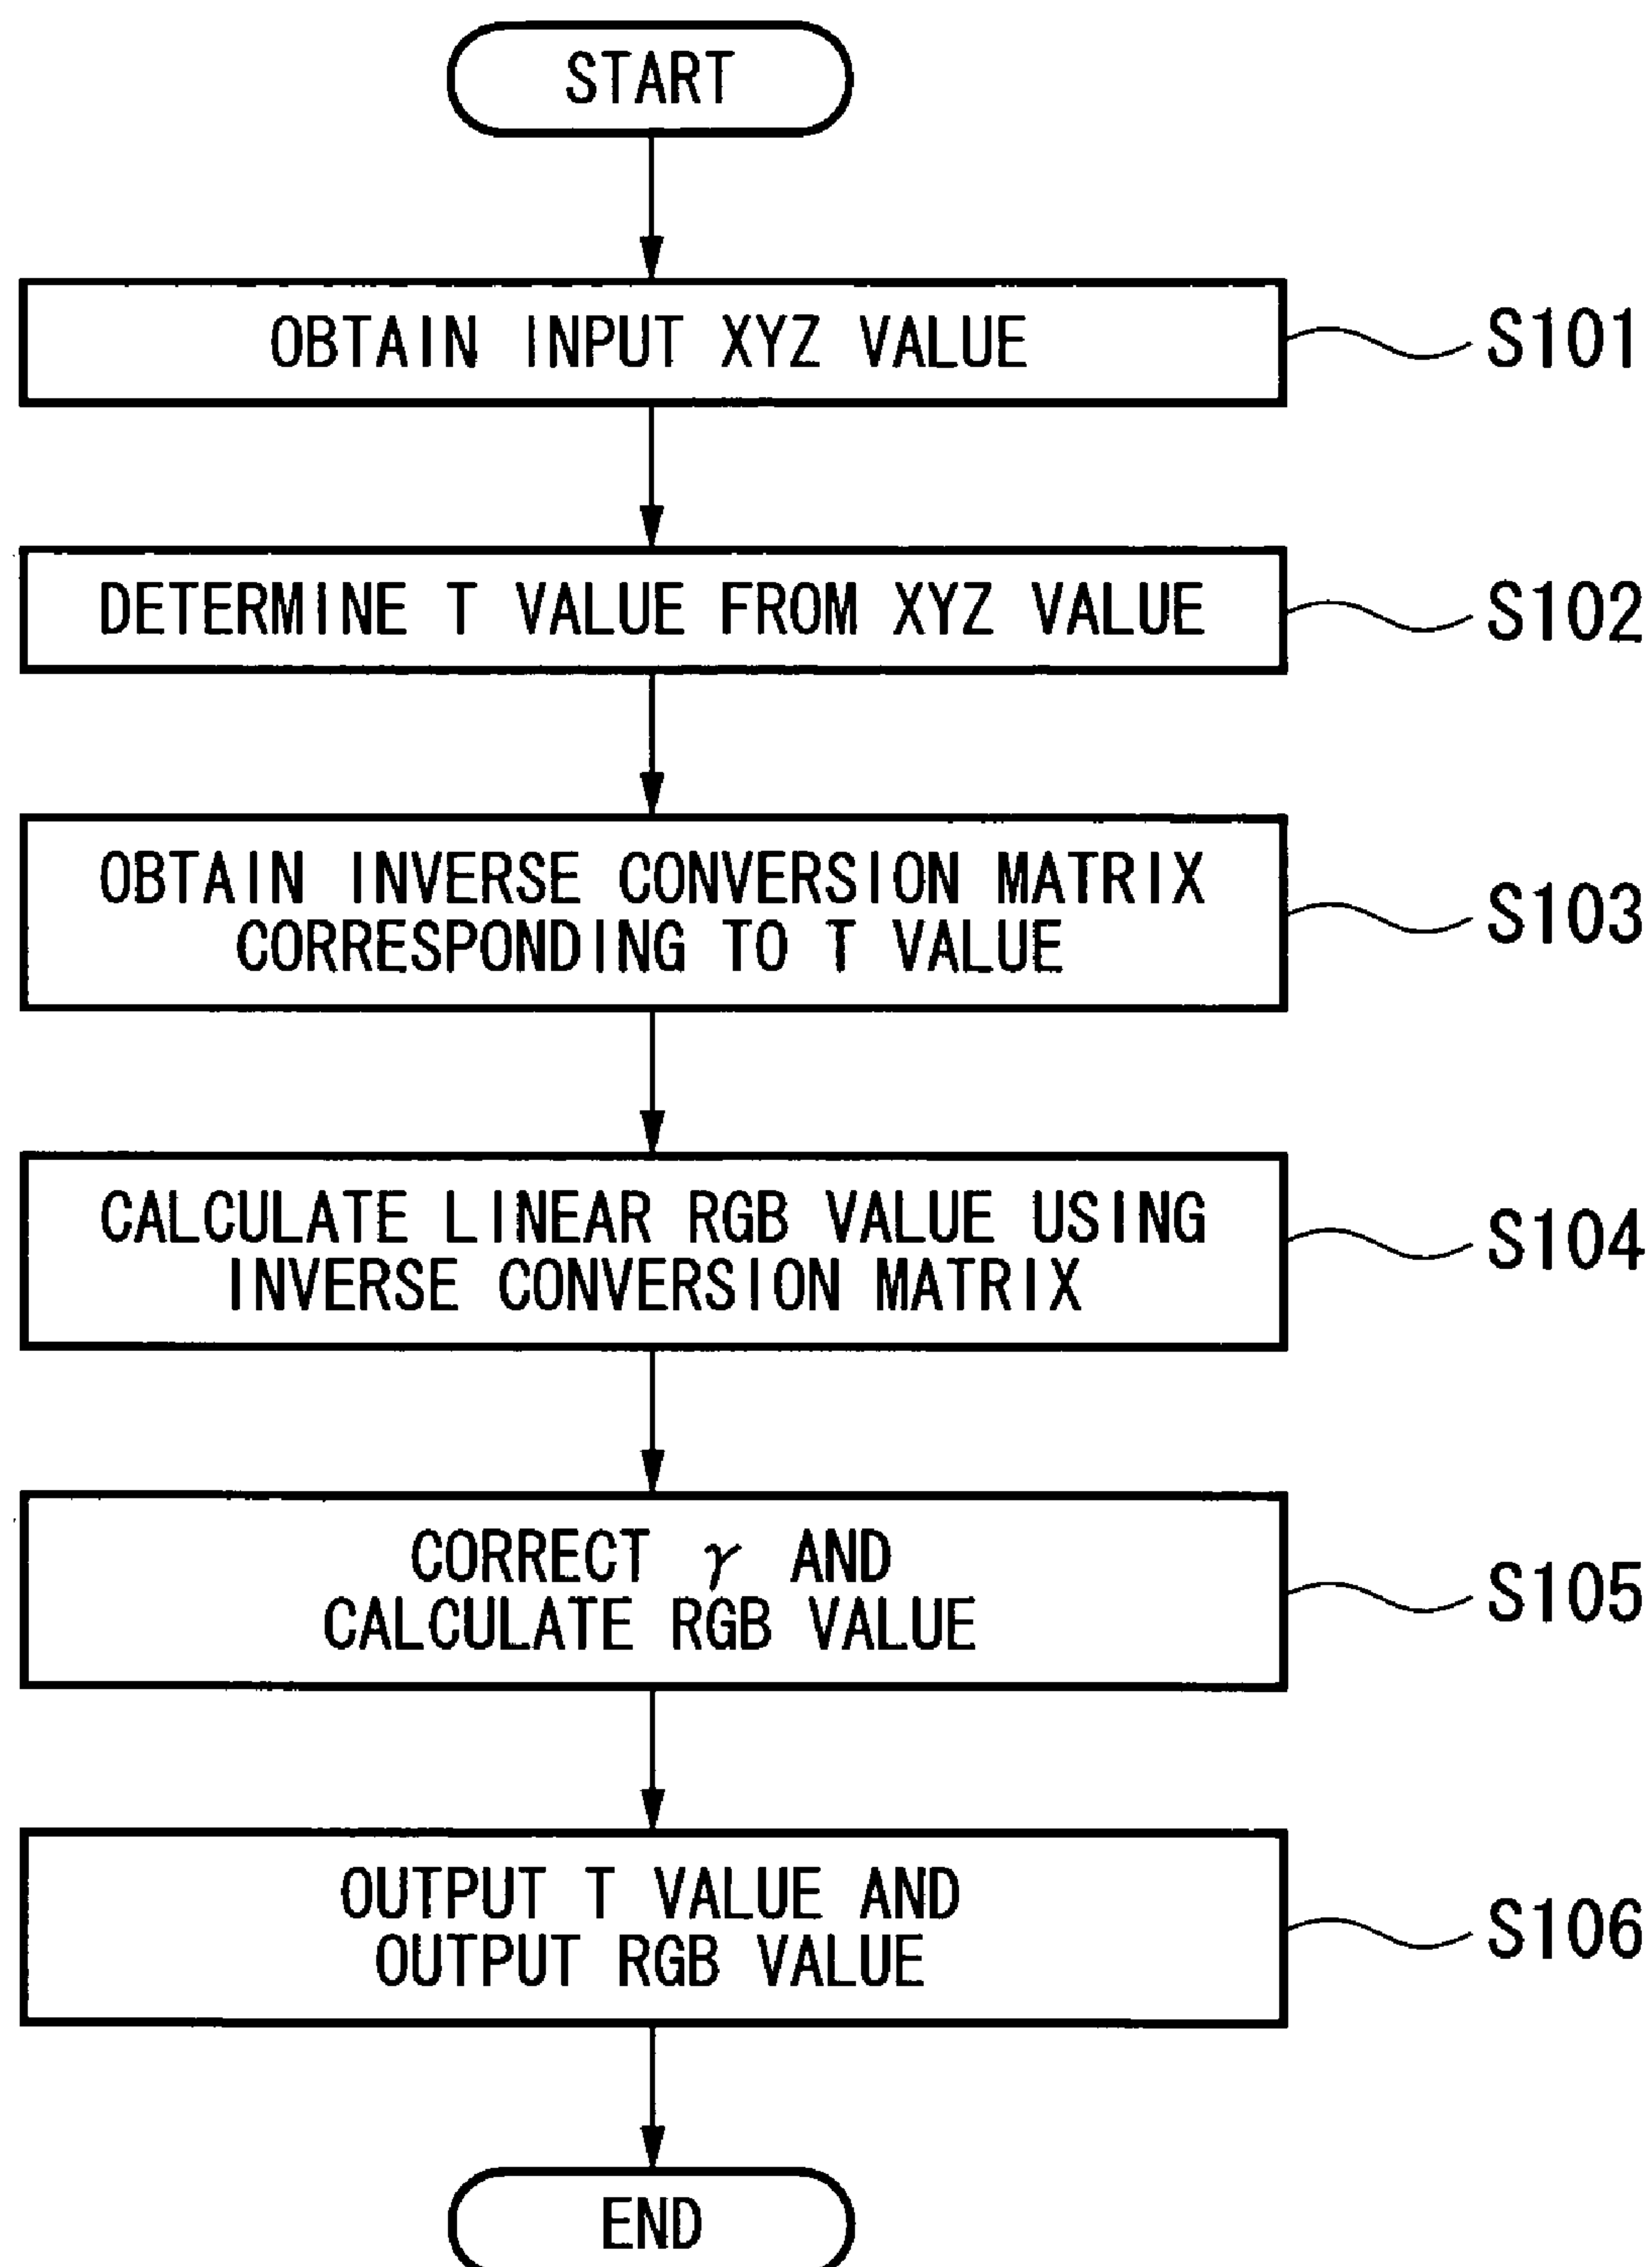 START
OBTAIN INPUT XYZ VALUE
S101
DETERMINE T VALUE FROM XYZ VALUE
S102
OBTAIN INVERSE CONVERSION MATRIX
CORRESPONDING TO T VALUE
S103
CALCULATE LINEAR RGB VALUE USING
INVERSE CONVERSION MATRIX
S104
CORRECT γ AND
CALCULATE RGB VALUE
S105
OUTPUT T VALUE AND
OUTPUT RGB VALUE
S106
END